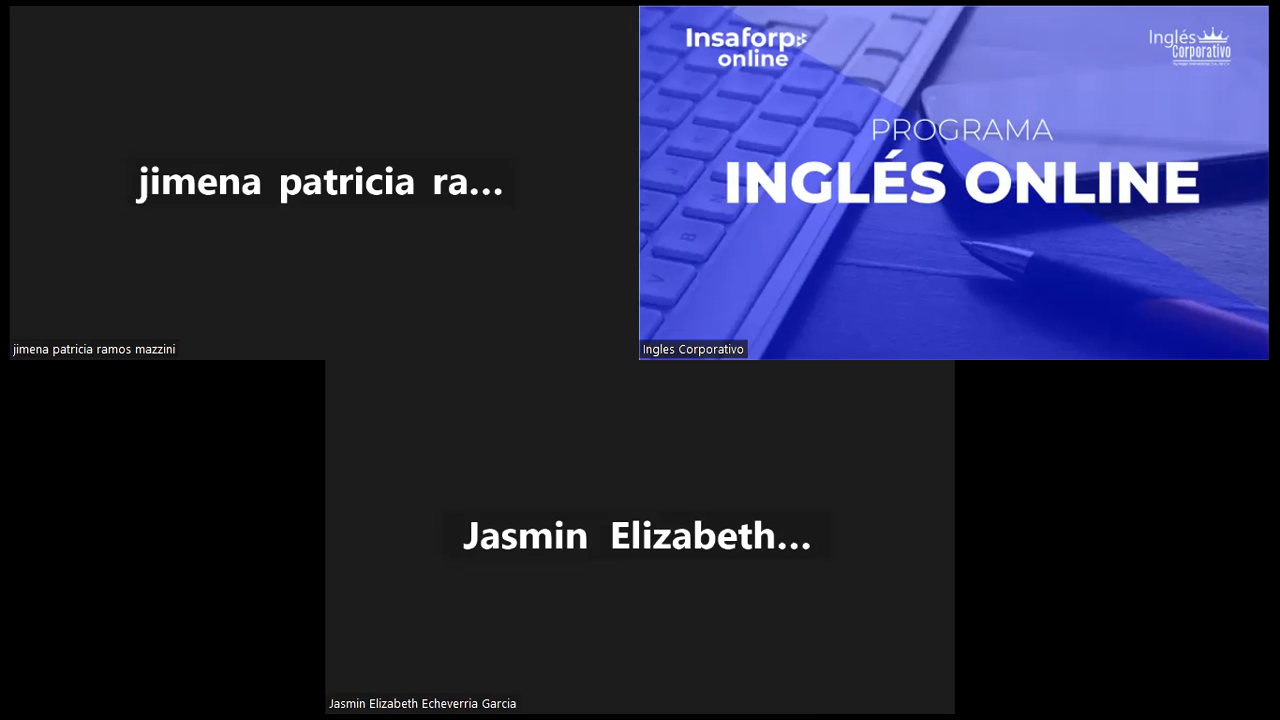 jimena patricia ra...
jimena patricia ramos mazzini
Insaforp
online
Inglés
Corporativo
PROGRAMA
INGLÉS ONLINE
Ingles Corporativo
Jasmin Elizabeth...
Jasmin Elizabeth Echeverria Garcia